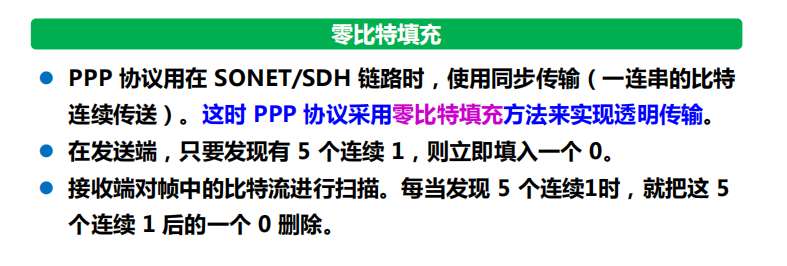 零比特填充
PPP 协议用在 SONET/SDH 链路时，使用同步传输（一连串的比特
连续传送）。这时 PPP 协议采用零比特填充方法来实现透明传输。
在发送端，只要发现有 5 个连续 1，则立即填入一个 0。
接收端对帧中的比特流进行扫描。每当发现 5 个连续1时，就把这 5
个连续 1 后的一个 0 删除。